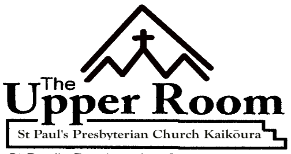 The
Upper Room
St Paul's Presbyterian Church Kaikōura